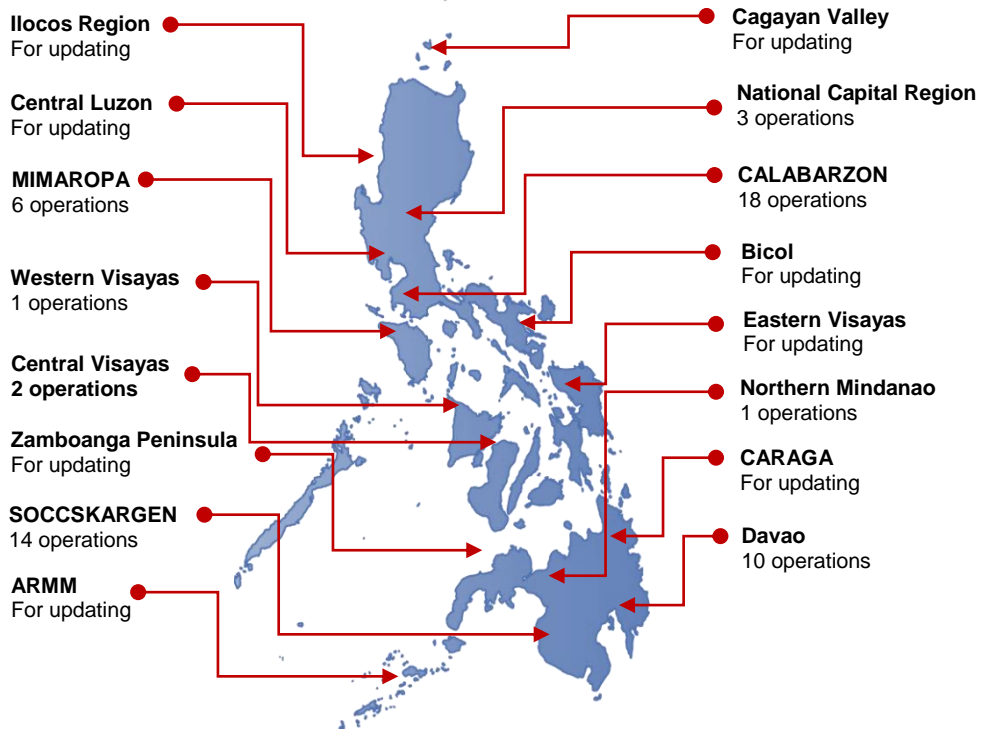 Ilocos Region
For updating
Central Luzon
For updating
MIMAROPA
6 operations
Western Visayas
1 operations
Central Visayas
2 operations
Zamboanga Peninsula
For updating
SOCCSKARGEN
14 operations
ARMM
For updating
Cagayan Valley
For updating
National Capital Region
3 operations
CALABARZON
18 operations
Bicol
For updating
Eastern Visayas
For updating
Northern Mindanao
1 operations
CARAGA
For updating
Davao
10 operations